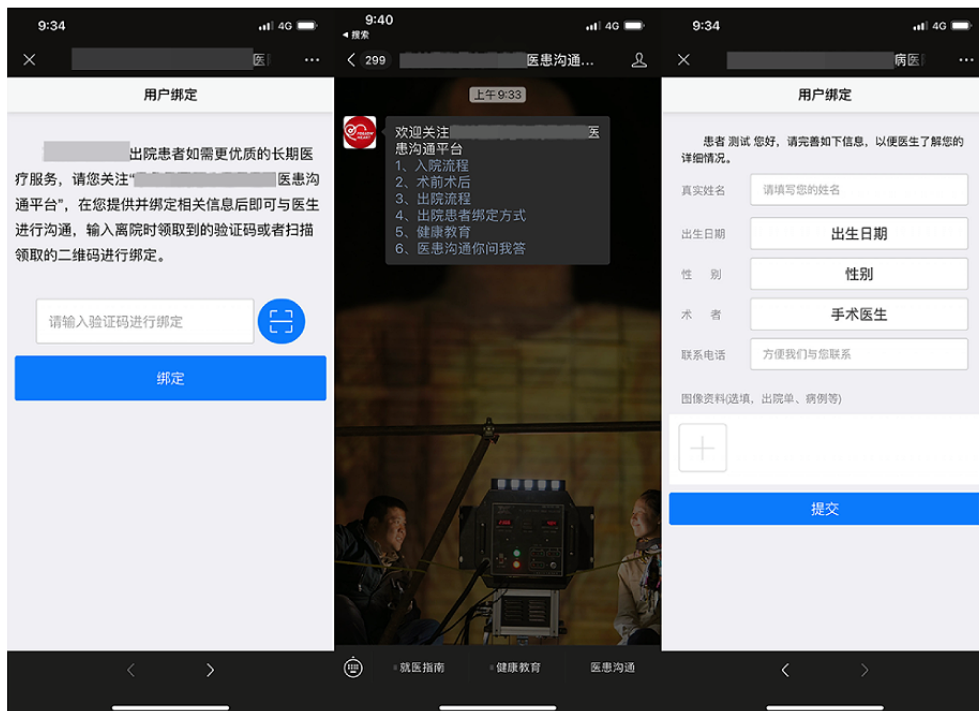 9:34
4G
医
用户绑定
出院患者如需更优质的长期医
疗服务，请您关注“医患沟
通平台”，在您提供并绑定相关信息后即可与医生
进行沟通，输入离院时领取到的验证码或者扫描
领取的二维码进行绑定。
请输入验证码进行绑定
绑定
9:40
搜索
4G
299
医患沟通...
上午9:33
欢迎关注医
患沟通平台
1、入院流程
2、术前术后
3、出院流程
4、出院患者绑定方式
5、健康教育
6、医患沟通你问我答
就医指南
健康教育
医患沟通
9:34
4G
病医
用户绑定
患者 测试 您好，请完善如下信息，以便医生了解您的
详细情况。
真实姓名
请填写您的姓名
出生日期
出生日期
性 别
性别
术 者
手术医生
联系电话
方便我们与您联系
图像资料(选填，出院单、病例等)
提交